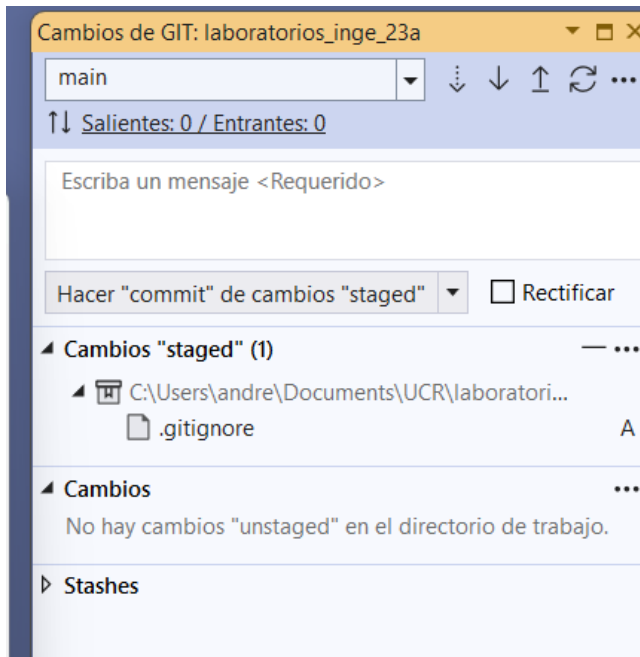 Cambios de GIT: laboratorios_inge_23a
main
Salientes: 0 / Entrantes: 0
Escriba un mensaje <Requerido>
Hacer "commit" de cambios "staged"
Rectificar
Cambios "staged" (1)
C:\Users\andre\Documents\UCR\laboratori...
.gitignore A
Cambios
No hay cambios "unstaged" en el directorio de trabajo.
Stashes